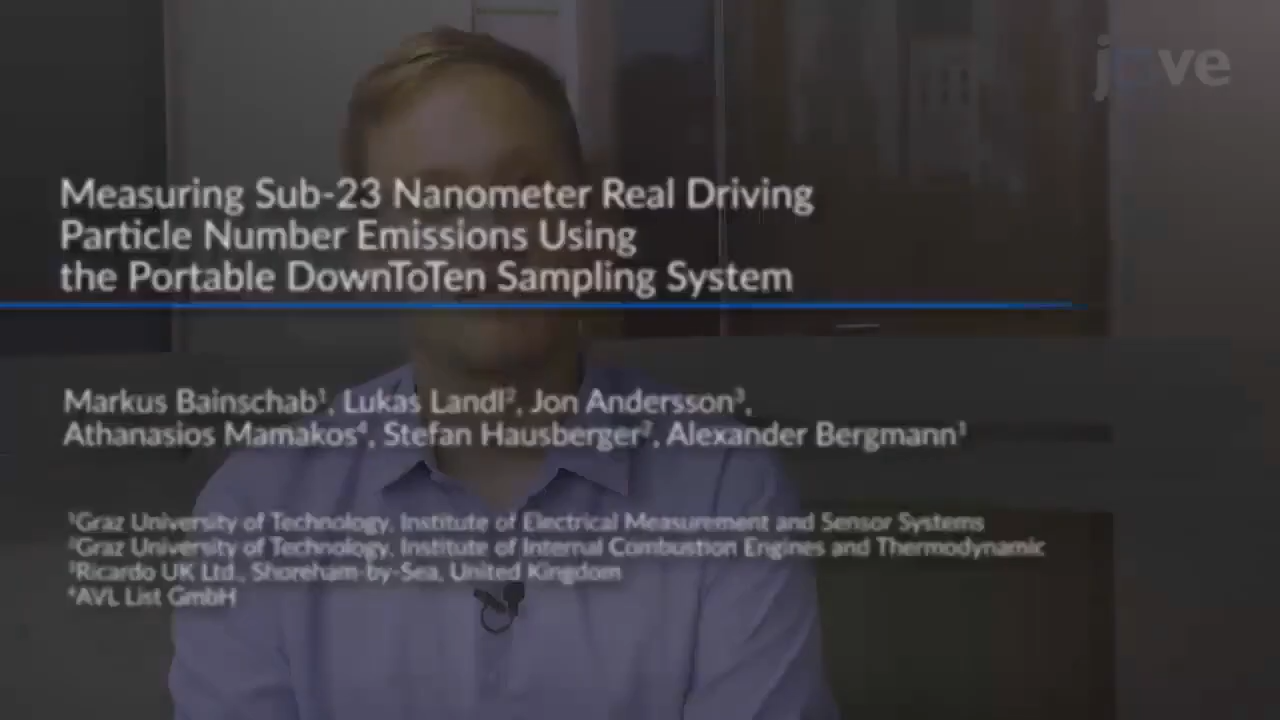 jove
Measuring Sub-23 Nanometer Real Driving
Particle Number Emissions Using
the Portable DownToTen Sampling System
Markus Bainschab¹, Lukas Landl², Jon Andersson³,
Athanasios Mamakos⁴, Stefan Hausberger², Alexander Bergmann¹
¹Graz University of Technology, Institute of Electrical Measurement and Sensor Systems
²Graz University of Technology, Institute of Internal Combustion Engines and Thermodynamic
³Ricardo UK Ltd., Shoreham-by-Sea, United Kingdom
⁴AVL List GmbH